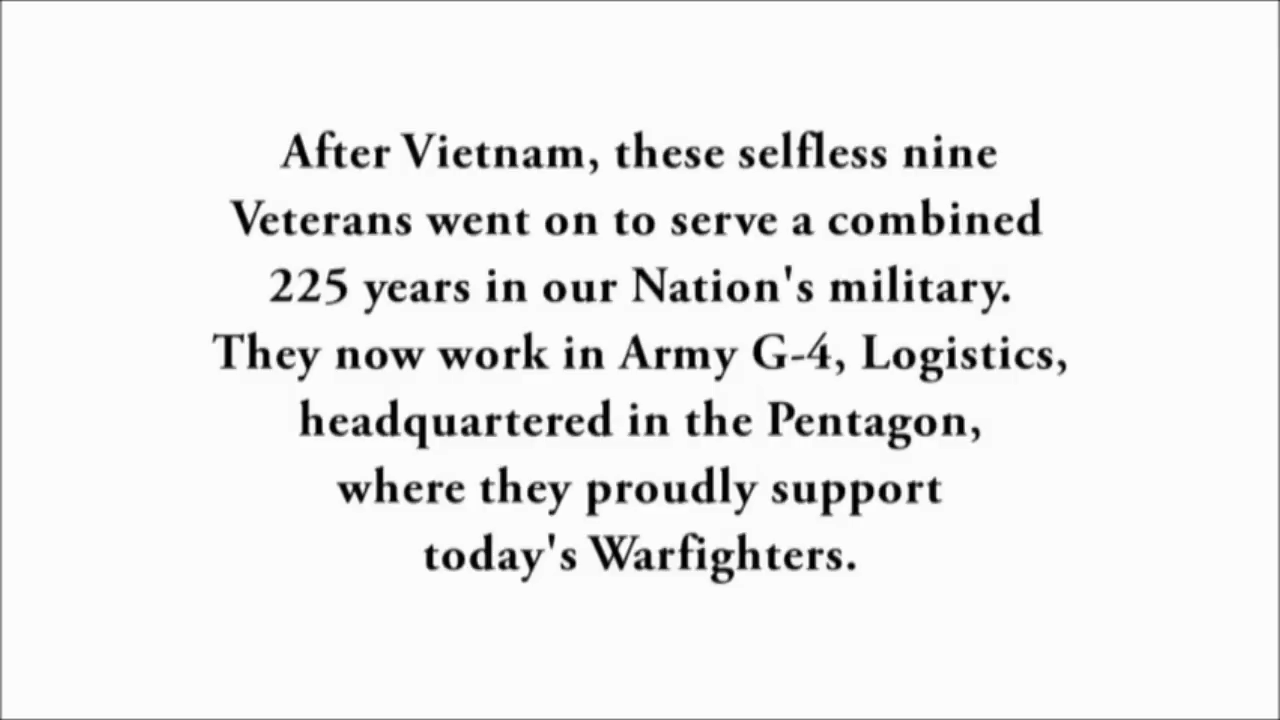 After Vietnam, these selfless nine
Veterans went on to serve a combined
225 years in our Nation's military.
They now work in Army G-4, Logistics,
headquartered in the Pentagon,
where they proudly support
today's Warfighters.